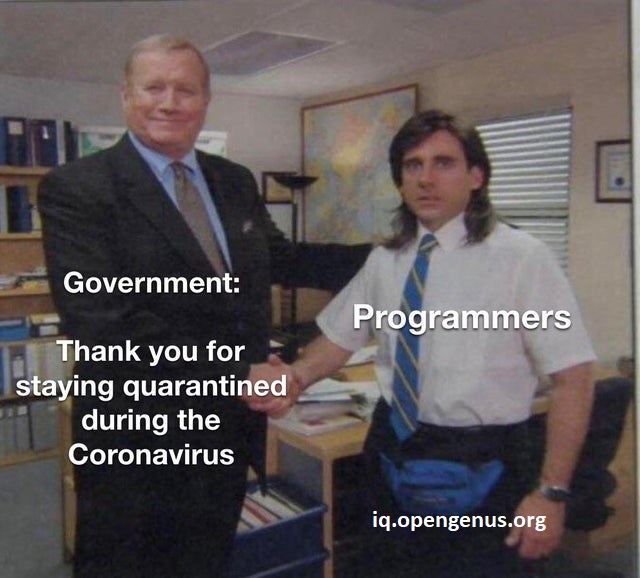 Government:
Thank you for
staying quarantined
during the
Coronavirus
Programmers
iq.opengenus.org